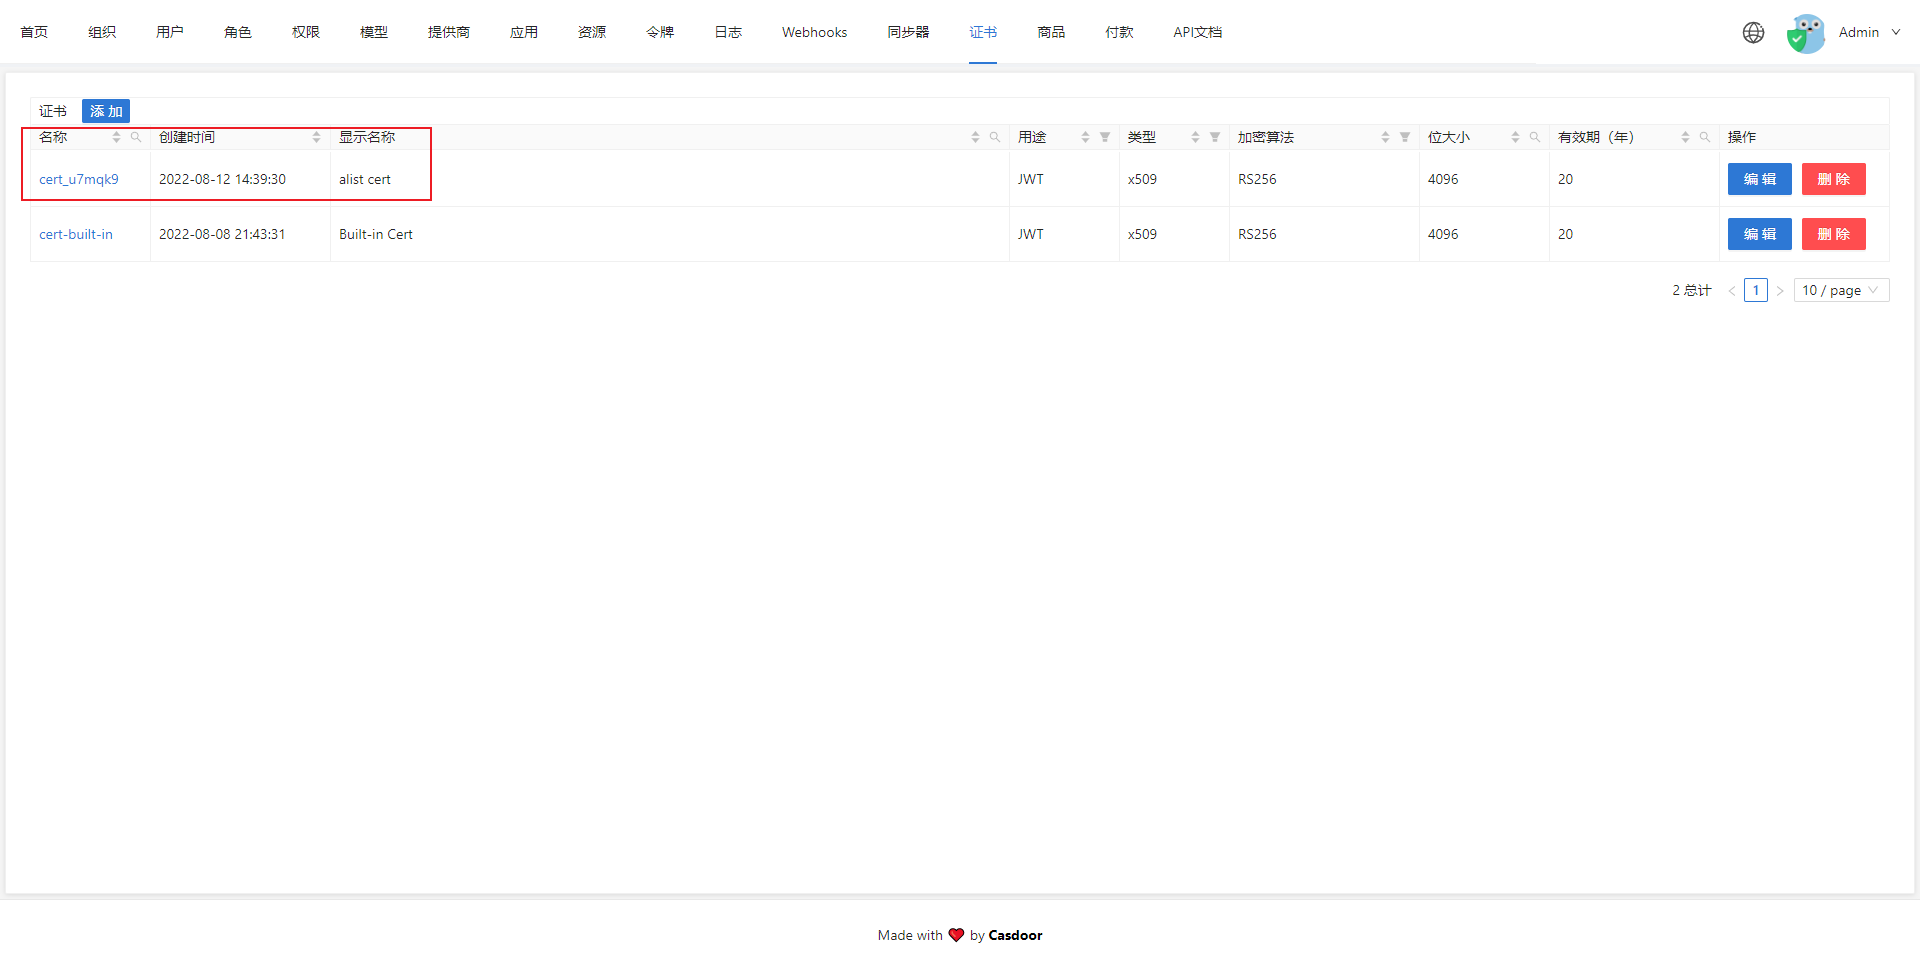 首页 组织 用户 角色 权限 模型 提供商 应用 资源 令牌 日志 Webhooks 同步器 证书 商品 付款 API文档 Admin
证书 添加
名称 创建时间 显示名称 用途 类型 加密算法 位大小 有效期（年） 操作
cert_u7mqk9 2022-08-12 14:39:30 alist cert JWT x509 RS256 4096 20 编辑 删除
cert-built-in 2022-08-08 21:43:31 Built-in Cert JWT x509 RS256 4096 20 编辑 删除
2 总计 < 1 > 10 / page
Made with ❤ by Casdoor